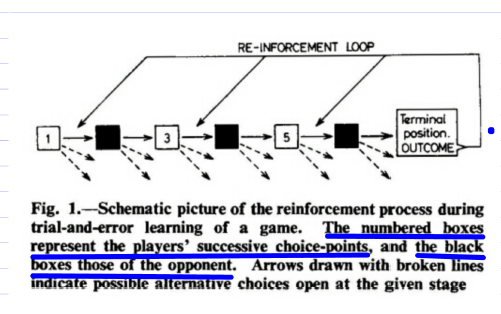 RE-INFORCEMENT LOOP
1
3
5
Terminal
position.
OUTCOME
Fig. 1.—Schematic picture of the reinforcement process during
trial-and-error learning of a game. The numbered boxes
represent the players' successive choice-points, and the black
boxes those of the opponent. Arrows drawn with broken lines
indicate possible alternative choices open at the given stage